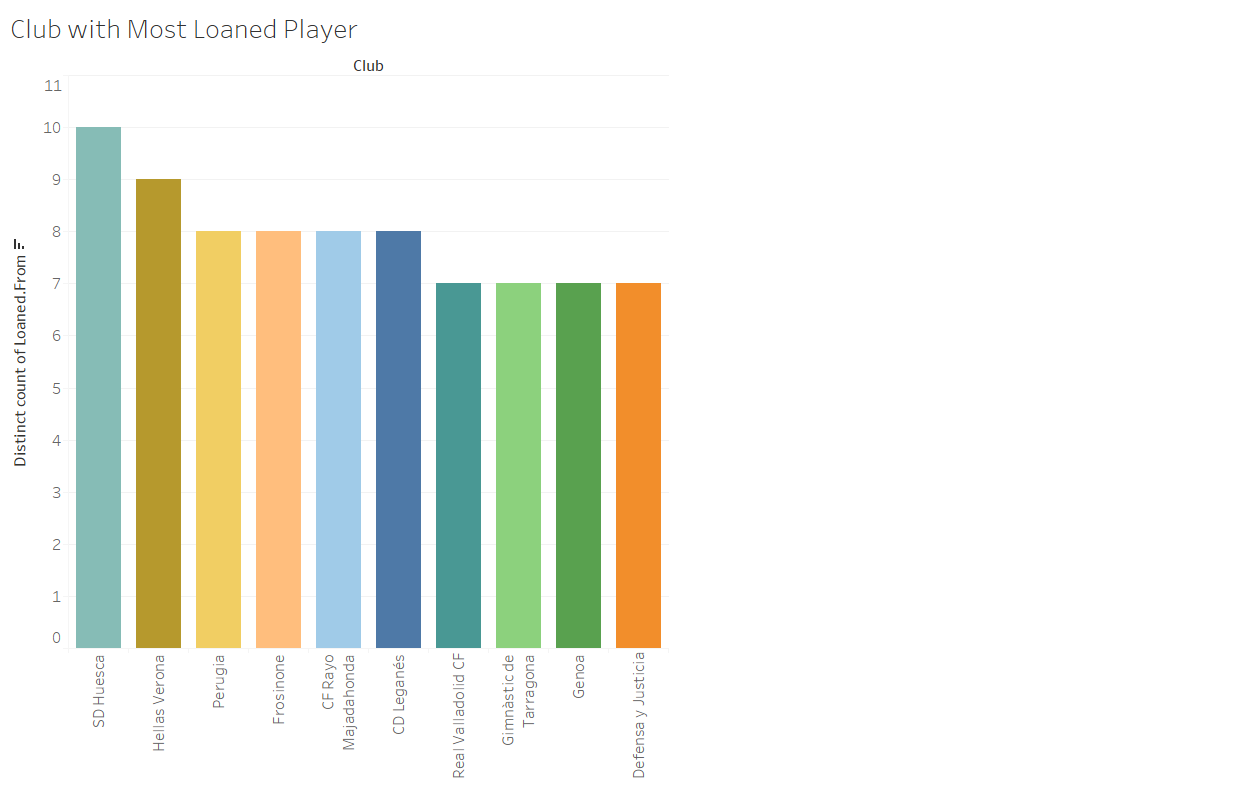 Club with Most Loaned Player
Club
Distinct count of Loaned.From
11
10
9
8
7
6
5
4
3
2
1
0
SD Huesca
Hellas Verona
Perugia
Frosinone
CF Rayo
Majadahonda
CD Leganés
Real Valladolid CF
Gimnàstic de
Tarragona
Genoa
Defensa y Justicia